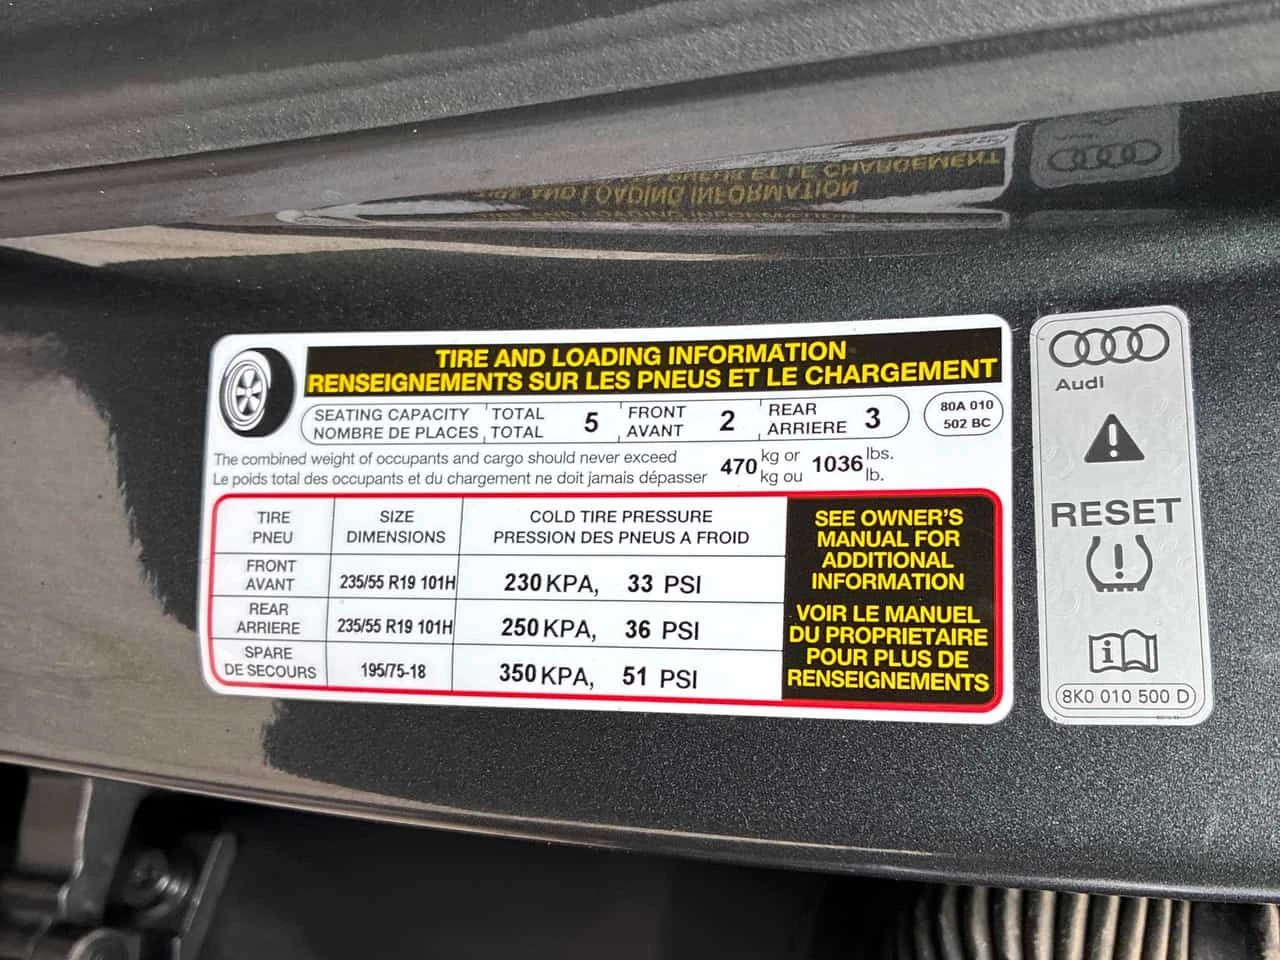 TIRE AND LOADING INFORMATION
RENSEIGNEMENTS SUR LES PNEUS ET LE CHARGEMENT
SEATING CAPACITY TOTAL 5 FRONT 2 REAR 3
NOMBRE DE PLACES TOTAL AVANT ARRIERE
80A 010
502 BC
The combined weight of occupants and cargo should never exceed 470 kg or 1036 lbs.
Le poids total des occupants et du chargement ne doit jamais dépasser kg ou lb.
TIRE SIZE COLD TIRE PRESSURE
PNEU DIMENSIONS PRESSION DES PNEUS A FROID
FRONT
AVANT 235/55 R19 101H 230 KPA, 33 PSI
REAR
ARRIERE 235/55 R19 101H 250 KPA, 36 PSI
SPARE
DE SECOURS 195/75-18 350 KPA, 51 PSI
SEE OWNER'S
MANUAL FOR
ADDITIONAL
INFORMATION
VOIR LE MANUEL
DU PROPRIETAIRE
POUR PLUS DE
RENSEIGNEMENTS
Audi
RESET
8K0 010 500 D